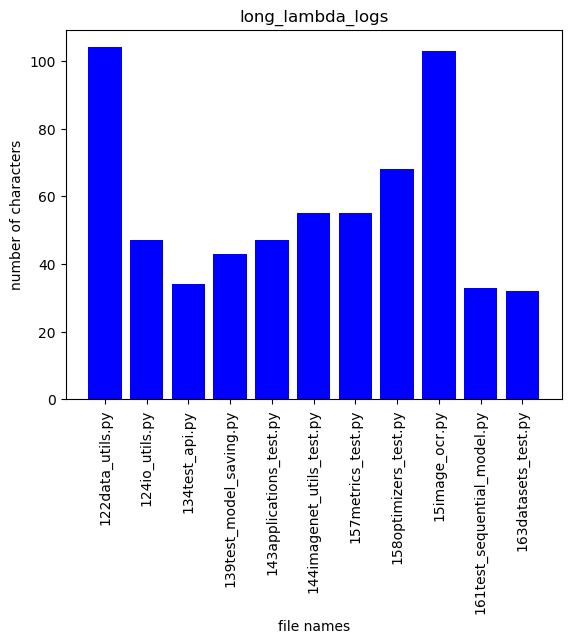 long_lambda_logs
number of characters
100
80
60
40
20
0
122data_utils.py
124io_utils.py
134test_api.py
139test_model_saving.py
143applications_test.py
144imagenet_utils_test.py
157metrics_test.py
158optimizers_test.py
15image_ocr.py
161test_sequential_model.py
163datasets_test.py
file names